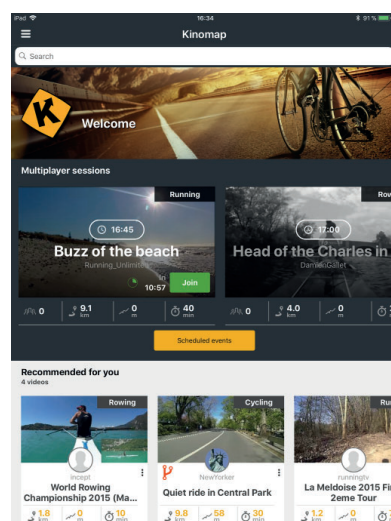 iPad 16:34 91 %
Kinomap
Search
Welcome
Multiplayer sessions
Running
16:45
Buzz of the beach
Running_Unlimited
in
10:57
Join
0
9.1
km
0
m
40
min
Row
17:00
Head of the Charles in
DamienGallet
0
4.0
km
0
m
Scheduled events
Recommended for you
4 videos
Rowing
incept
World Rowing
Championship 2015 (Ma...
1.8
km
0
m
10
min
Cycling
NewYorker
Quiet ride in Central Park
9.8
km
58
m
30
min
Ru
runningtv
La Meldoise 2015 Fi
2eme Tour
1.2
km
0
m